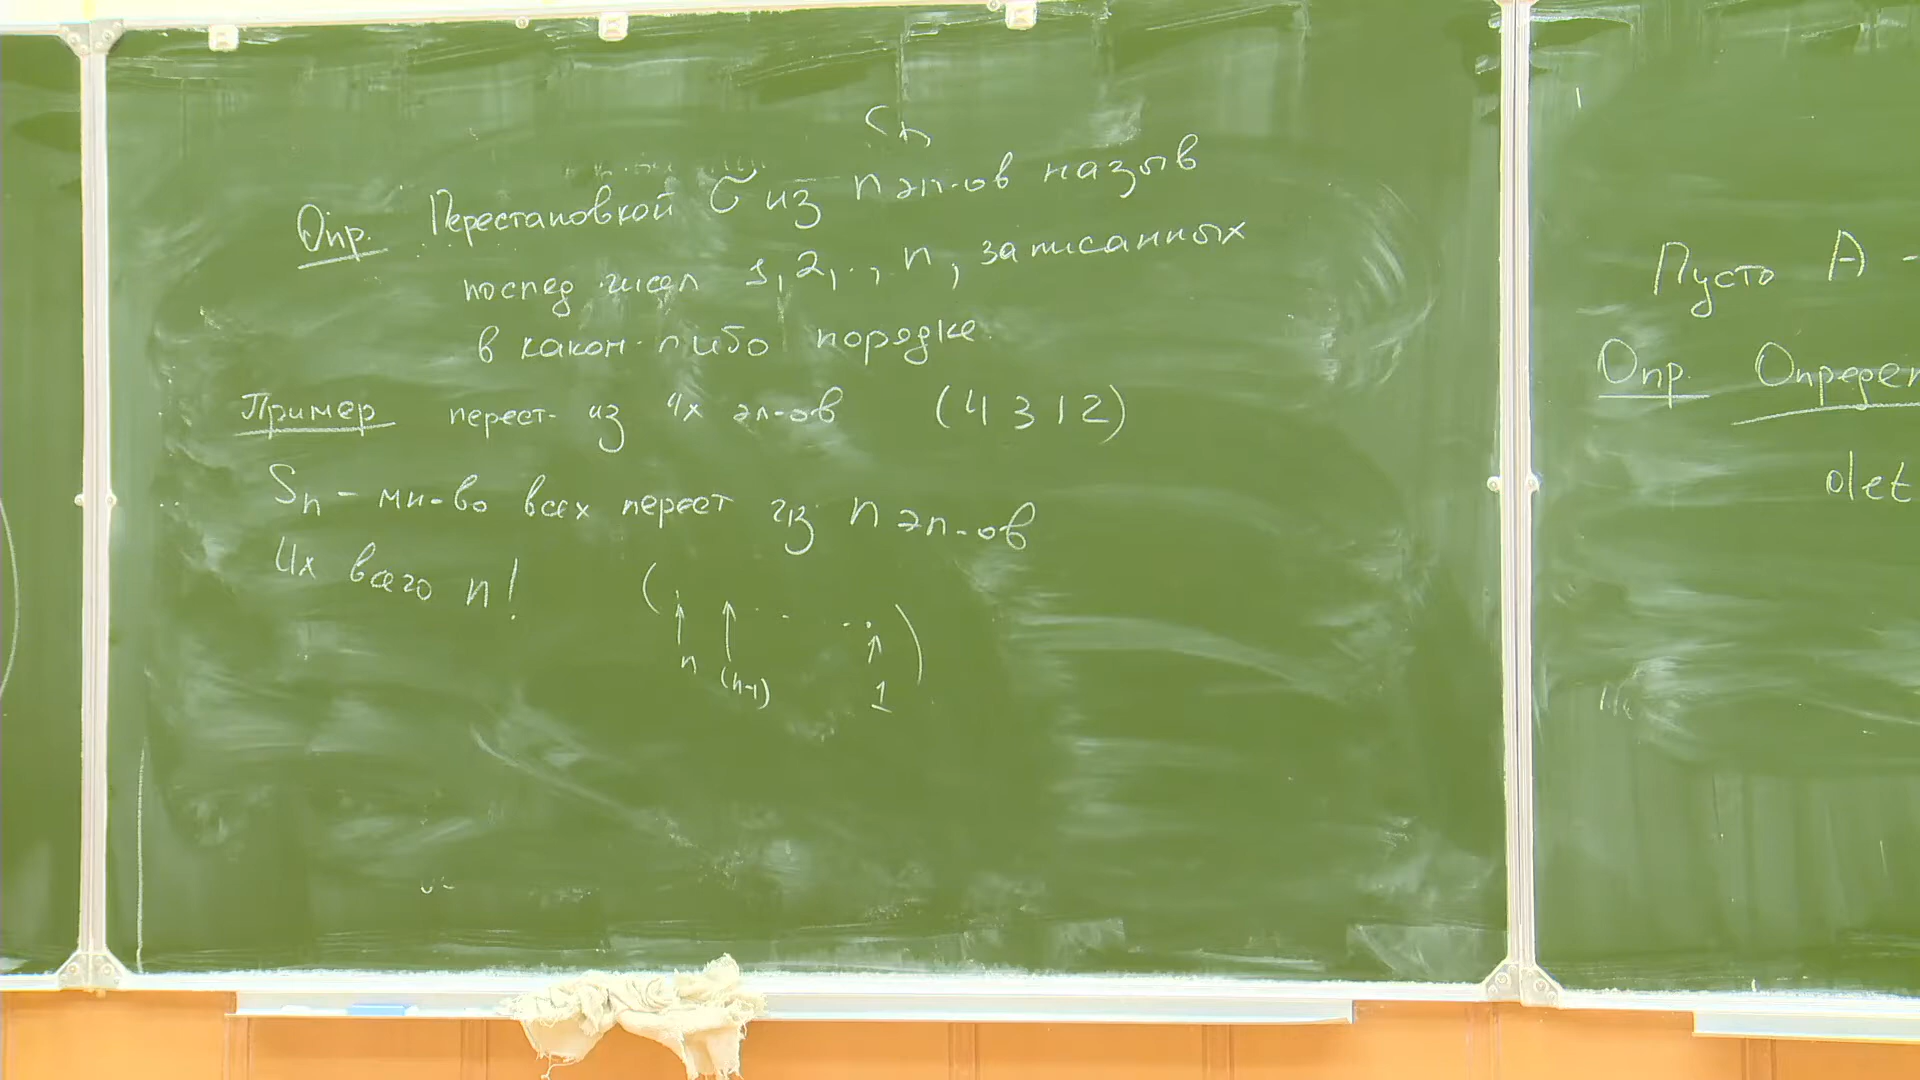 Sn
Опр. Перестановкой σ из n эл-ов назыв
послед чисел 1, 2, .., n, записанных
в каком-либо порядке.
Пример перест- из 4х эл-ов (4 3 1 2)
Sn - мн-во всех перест из n эл-ов
Их всего n! ( . . . . . )
n (n-1) 1
Пусть A -
Опр. Определ
det